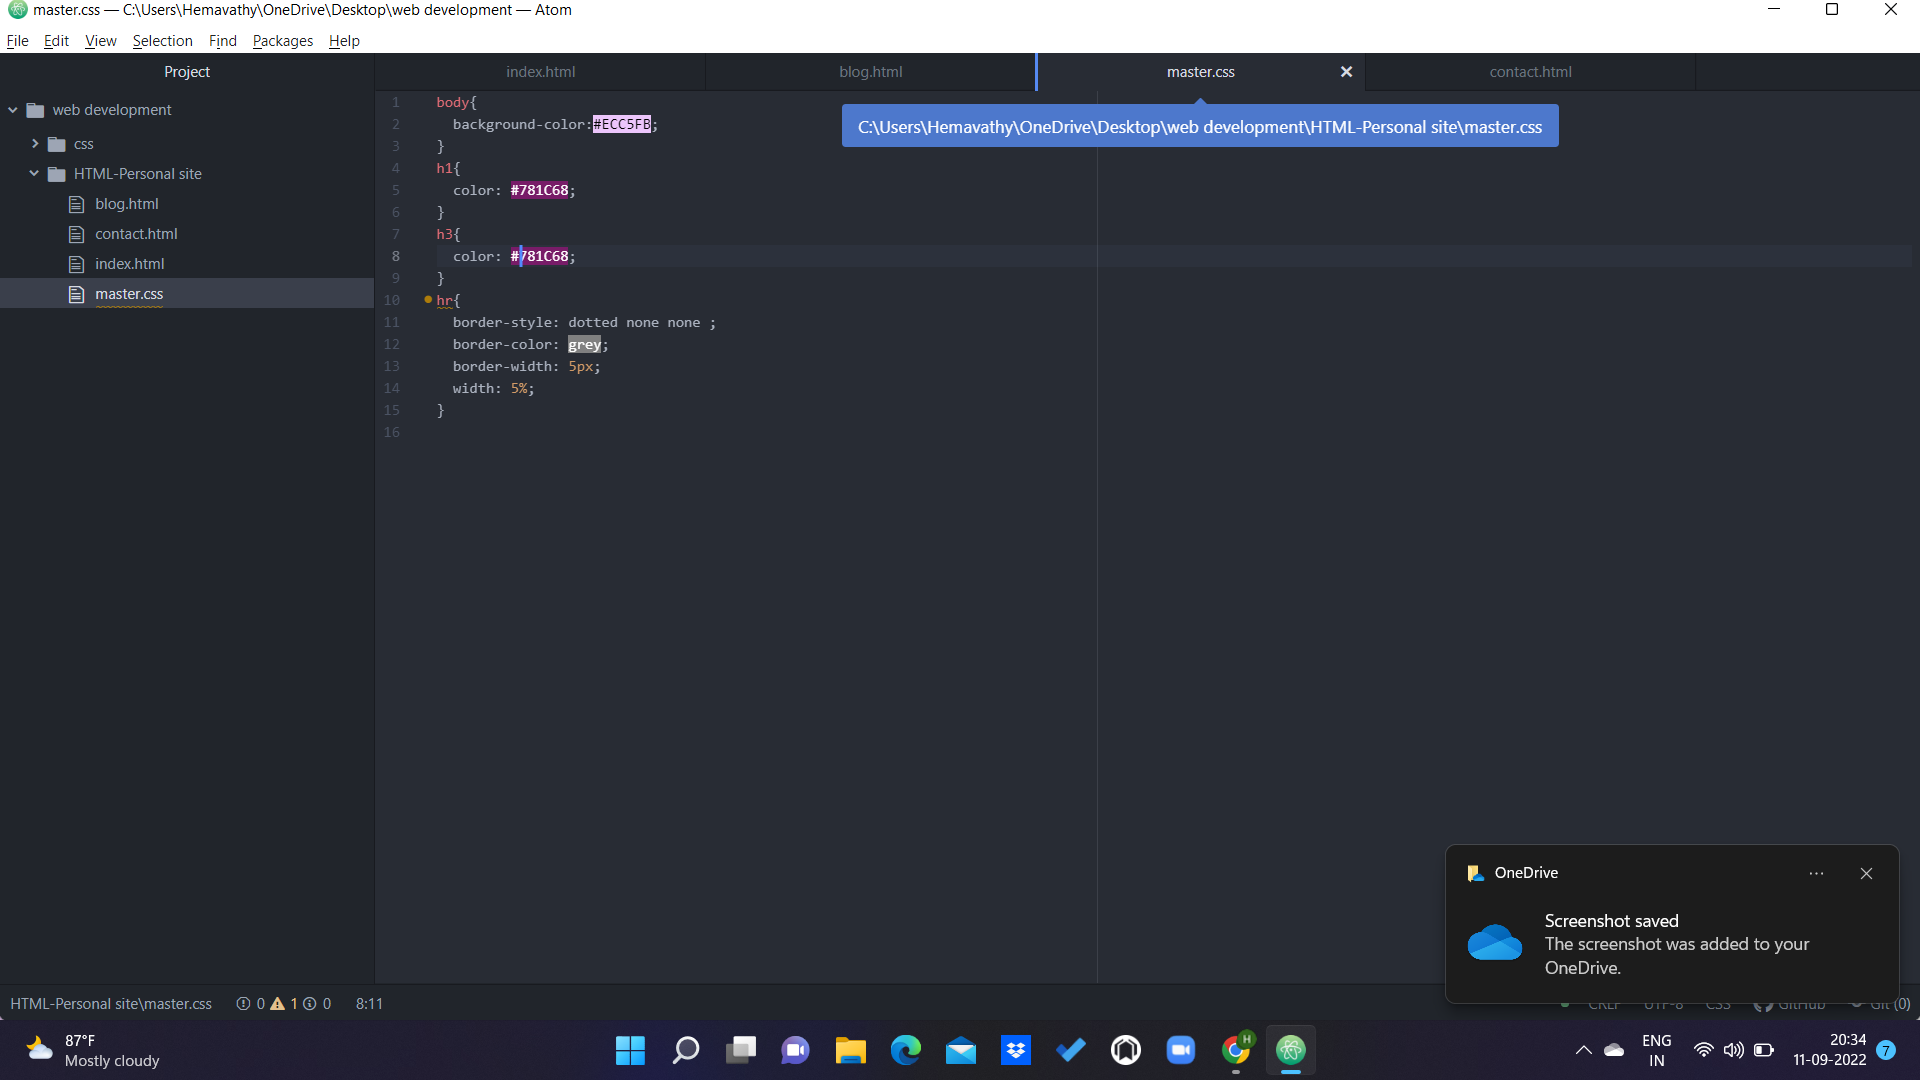 master.css — C:\Users\Hemavathy\OneDrive\Desktop\web development — Atom
File Edit View Selection Find Packages Help
Project
index.html
blog.html
master.css
contact.html
C:\Users\Hemavathy\OneDrive\Desktop\web development\HTML-Personal site\master.css
web development
css
HTML-Personal site
blog.html
contact.html
index.html
master.css
1 body{
2 background-color:#ECC5FB;
3 }
4 h1{
5 color: #781C68;
6 }
7 h3{
8 color: #781C68;
9 }
10 hr{
11 border-style: dotted none none ;
12 border-color: grey;
13 border-width: 5px;
14 width: 5%;
15 }
16
OneDrive
Screenshot saved
The screenshot was added to your
OneDrive.
HTML-Personal site\master.css 0 1 0 8:11
CRLF UTF-8 CSS GitHub Git (0)
87°F
Mostly cloudy
H
ENG
IN
20:34
11-09-2022
7